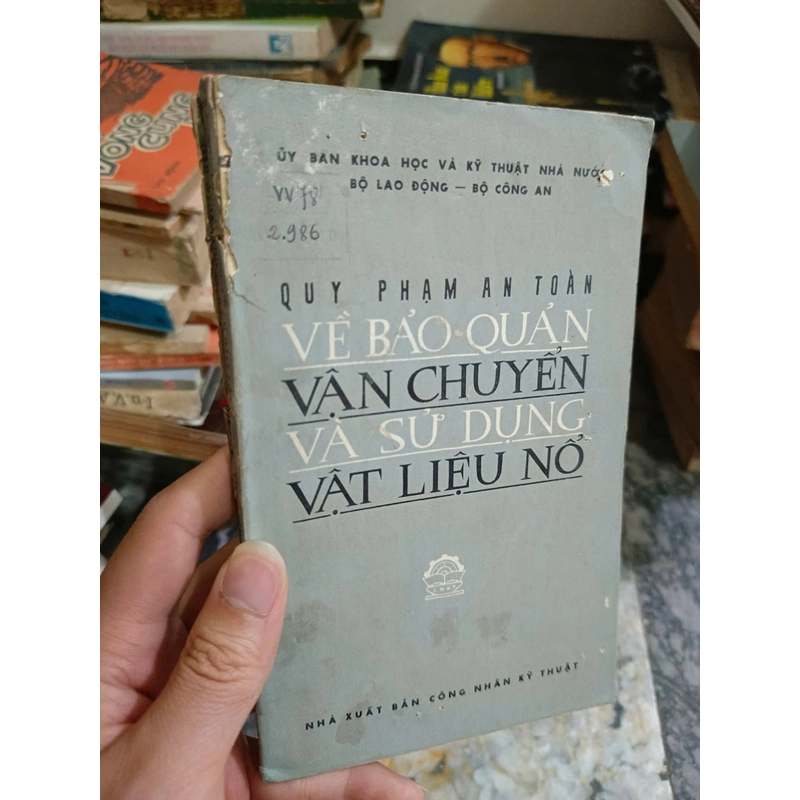 ỦY BAN KHOA HỌC VÀ KỸ THUẬT NHÀ NƯỚC
BỘ LAO ĐỘNG — BỘ CÔNG AN
VV78
2.986
QUY PHẠM AN TOÀN
VỀ BẢO QUẢN
VẬN CHUYỂN
VÀ SỬ DỤNG
VẬT LIỆU NỔ
NHÀ XUẤT BẢN CÔNG NHÂN KỸ THUẬT
CUNG